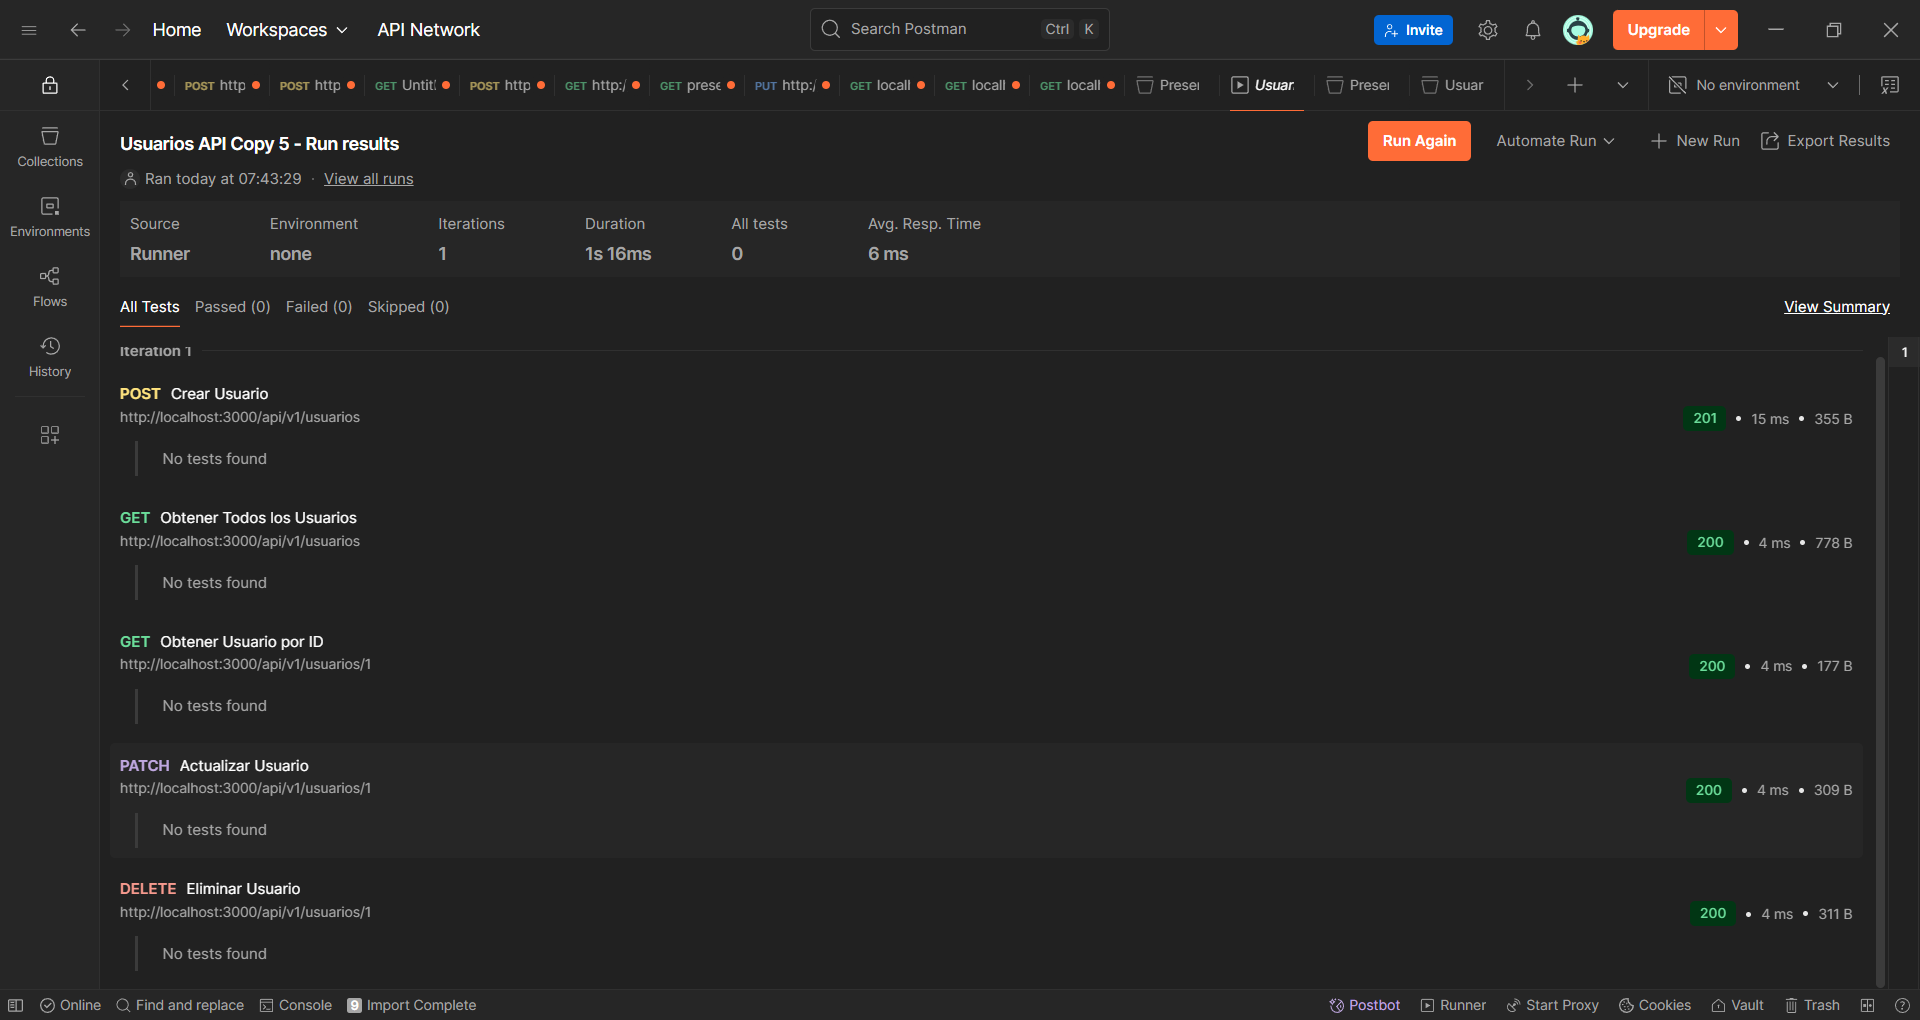 Home Workspaces API Network Search Postman Ctrl K Invite Upgrade
POST http POST http GET Untit POST http GET http:/ GET prese PUT http:/ GET locall GET locall GET locall Preser Usuar Preser Usuar No environment
Collections
Environments
Flows
History
Usuarios API Copy 5 - Run results
Run Again Automate Run New Run Export Results
Ran today at 07:43:29 · View all runs
Source Environment Iterations Duration All tests Avg. Resp. Time
Runner none 1 1s 16ms 0 6 ms
All Tests Passed (0) Failed (0) Skipped (0) View Summary
Iteration 1
1
POST Crear Usuario
http://localhost:3000/api/v1/usuarios
201 • 15 ms • 355 B
No tests found
GET Obtener Todos los Usuarios
http://localhost:3000/api/v1/usuarios
200 • 4 ms • 778 B
No tests found
GET Obtener Usuario por ID
http://localhost:3000/api/v1/usuarios/1
200 • 4 ms • 177 B
No tests found
PATCH Actualizar Usuario
http://localhost:3000/api/v1/usuarios/1
200 • 4 ms • 309 B
No tests found
DELETE Eliminar Usuario
http://localhost:3000/api/v1/usuarios/1
200 • 4 ms • 311 B
No tests found
Online Find and replace Console 9 Import Complete Postbot Runner Start Proxy Cookies Vault Trash